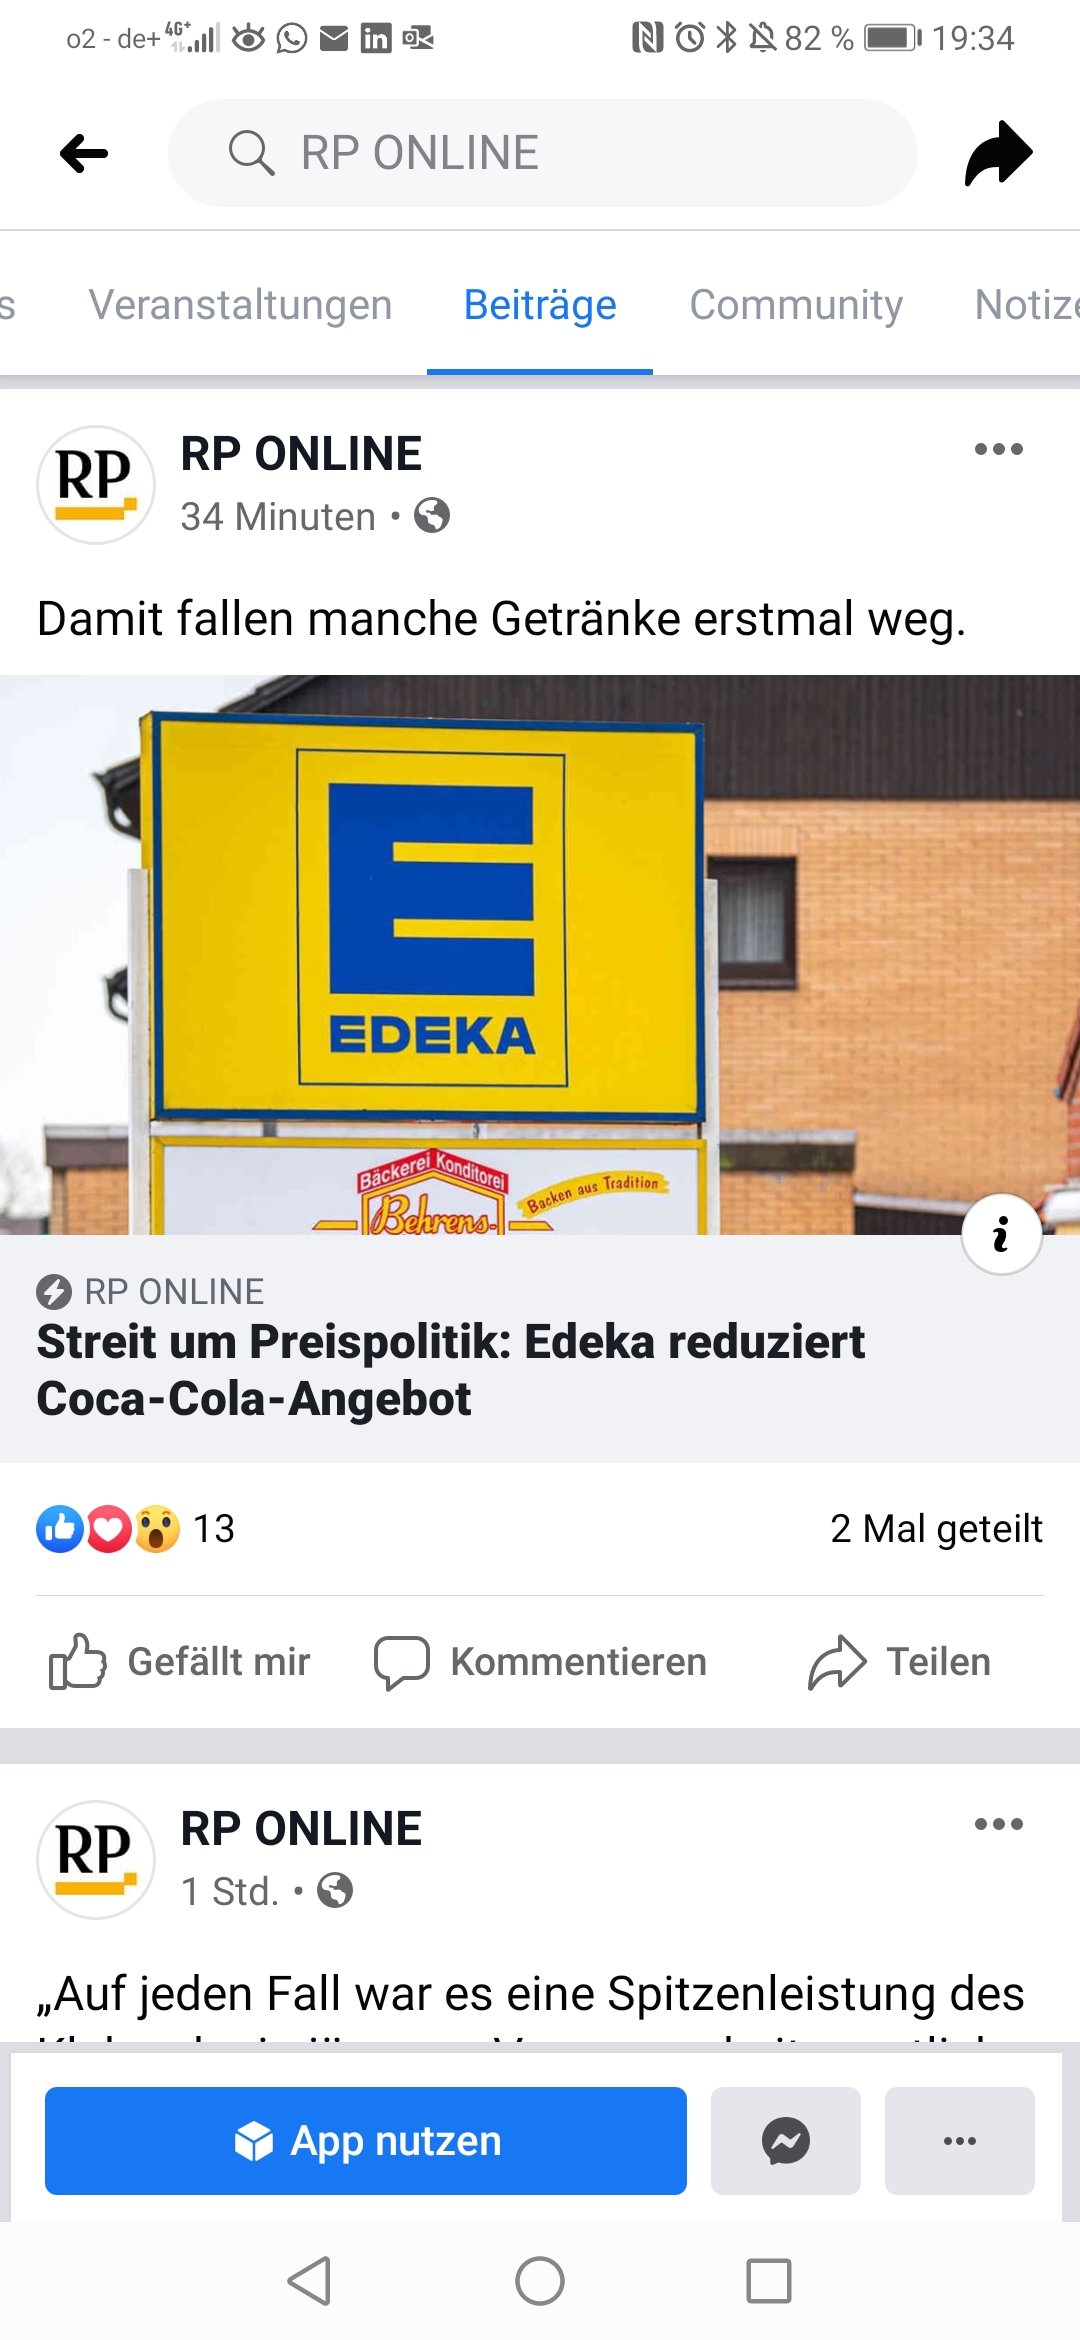 o2 - de+ 4G+ 82 % 19:34
RP ONLINE
s Veranstaltungen Beiträge Community Notize
RP
RP ONLINE
34 Minuten •
Damit fallen manche Getränke erstmal weg.
E
EDEKA
Bäckerei Konditorei
Behrens
Backen aus Tradition
i
RP ONLINE
Streit um Preispolitik: Edeka reduziert
Coca-Cola-Angebot
13 2 Mal geteilt
Gefällt mir Kommentieren Teilen
RP
RP ONLINE
1 Std. •
„Auf jeden Fall war es eine Spitzenleistung des
App nutzen